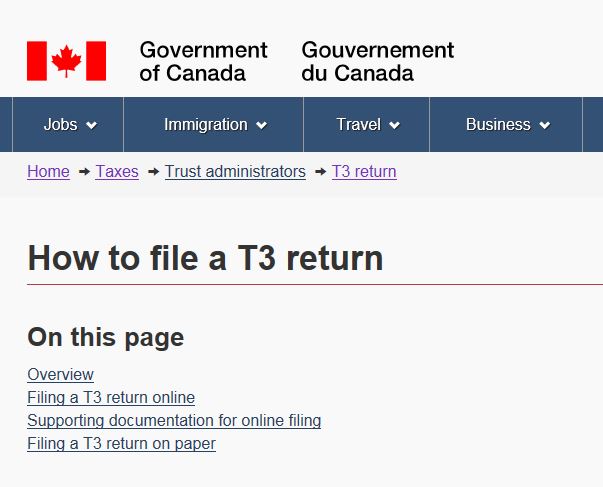 Government of Canada
Gouvernement du Canada
Jobs
Immigration
Travel
Business
Home → Taxes → Trust administrators → T3 return
How to file a T3 return
On this page
Overview
Filing a T3 return online
Supporting documentation for online filing
Filing a T3 return on paper